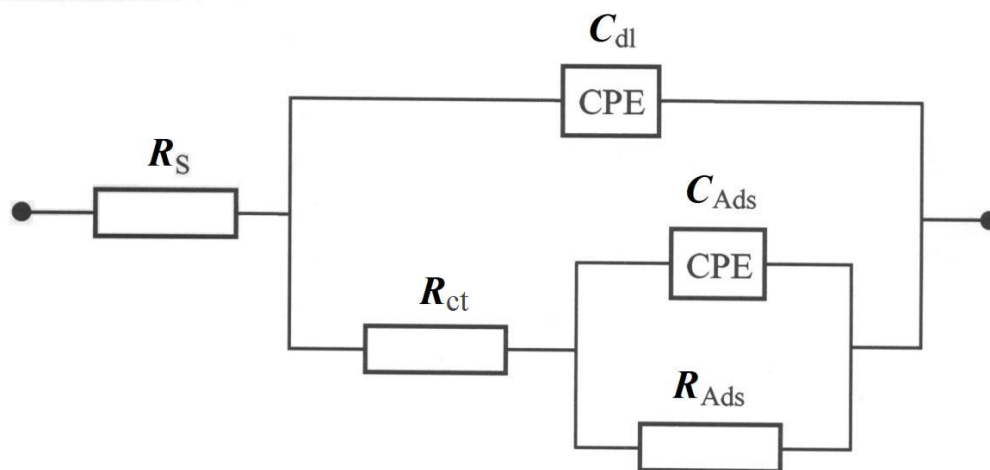 C_dl
CPE
R_S
C_Ads
CPE
R_ct
R_Ads